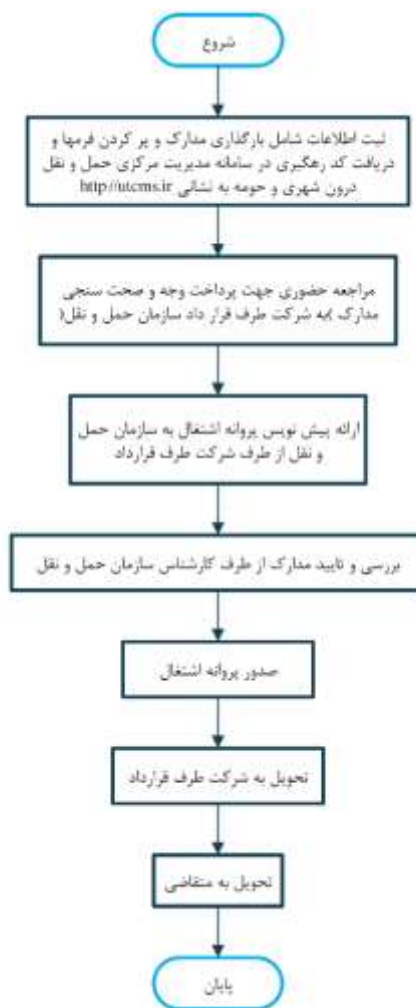 شروع
ثبت اطلاعات شامل بارگذاری مدارک و پر کردن فرمها و
دریافت کد رهگیری در سامانه مدیریت مرکزی حمل و نقل
درون شهری و حومه به نشانی http://utcms.ir
مراجعه حضوری جهت پرداخت وجه و صحت سنجی
مدارک )به شرکت طرف قرار داد سازمان حمل و نقل(
ارائه پیش نویس پروانه اشتغال به سازمان حمل
و نقل از طرف شرکت طرف قرارداد
بررسی و تایید مدارک از طرف کارشناس سازمان حمل و نقل
صدور پروانه اشتغال
تحویل به شرکت طرف قرارداد
تحویل به متقاضی
پایان